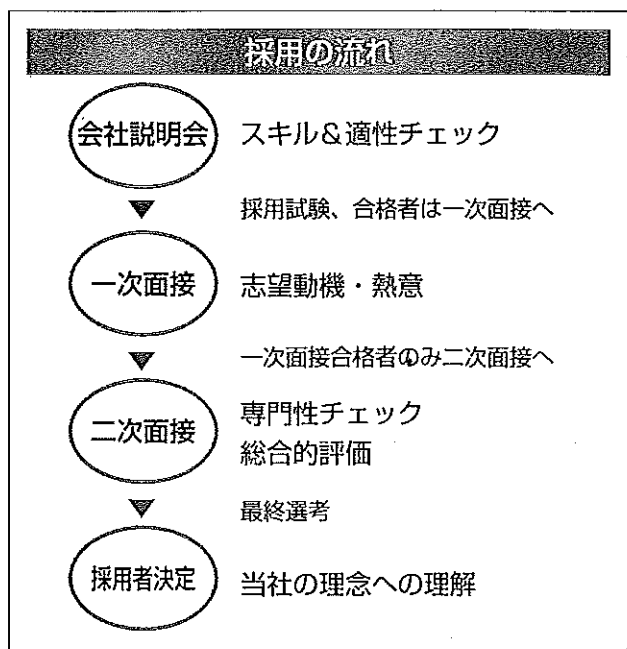 採用の流れ
会社説明会 スキル&適性チェック
採用試験、合格者は一次面接へ
一次面接 志望動機・熱意
一次面接合格者のみ二次面接へ
二次面接 専門性チェック
総合的評価
最終選考
採用者決定 当社の理念への理解